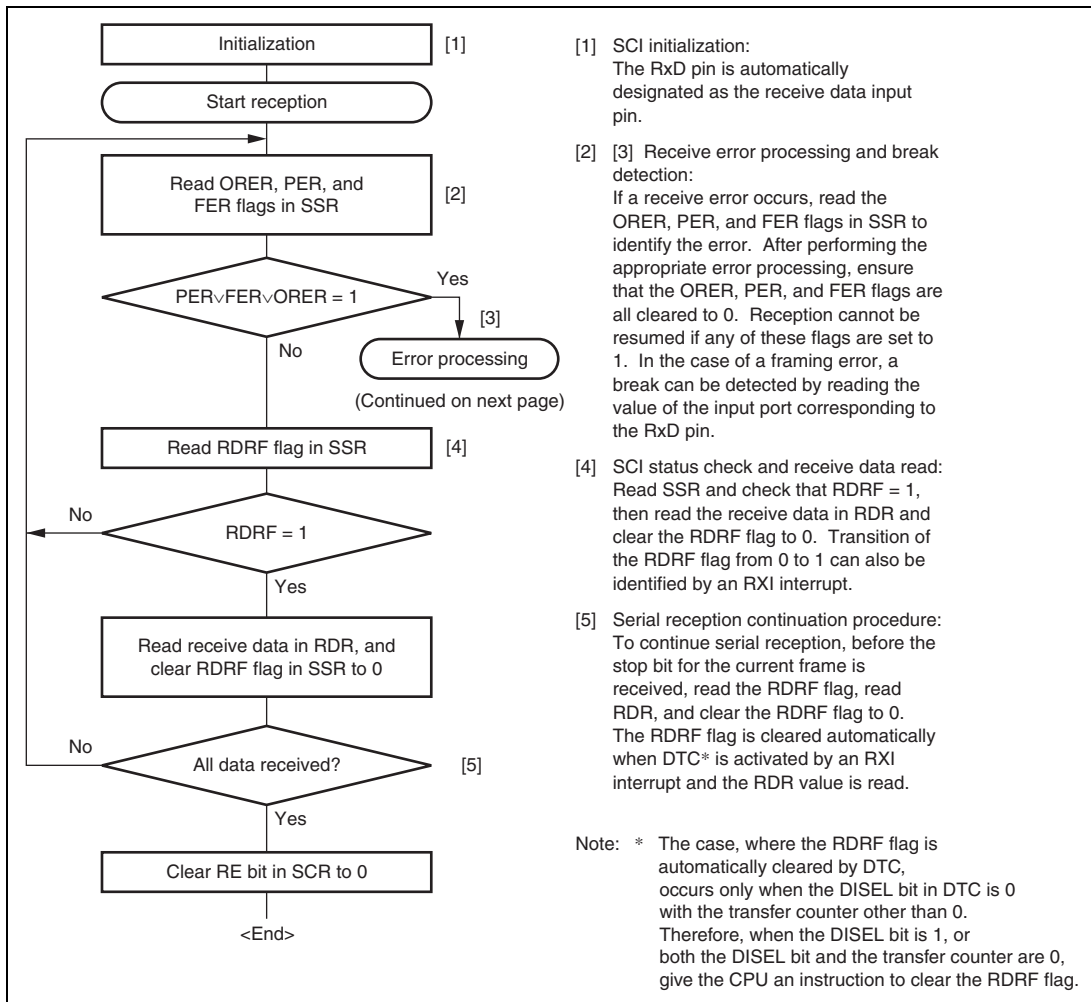 Initialization
[1]
Start reception
Read ORER, PER, and
FER flags in SSR
[2]
PER∨FER∨ORER = 1
Yes
[3]
No
Error processing
(Continued on next page)
Read RDRF flag in SSR
[4]
No
RDRF = 1
Yes
Read receive data in RDR, and
clear RDRF flag in SSR to 0
No
All data received?
[5]
Yes
Clear RE bit in SCR to 0
<End>
[1] SCI initialization:
The RxD pin is automatically
designated as the receive data input
pin.
[2] [3] Receive error processing and break
detection:
If a receive error occurs, read the
ORER, PER, and FER flags in SSR to
identify the error. After performing the
appropriate error processing, ensure
that the ORER, PER, and FER flags are
all cleared to 0. Reception cannot be
resumed if any of these flags are set to
1. In the case of a framing error, a
break can be detected by reading the
value of the input port corresponding to
the RxD pin.
[4] SCI status check and receive data read:
Read SSR and check that RDRF = 1,
then read the receive data in RDR and
clear the RDRF flag to 0. Transition of
the RDRF flag from 0 to 1 can also be
identified by an RXI interrupt.
[5] Serial reception continuation procedure:
To continue serial reception, before the
stop bit for the current frame is
received, read the RDRF flag, read
RDR, and clear the RDRF flag to 0.
The RDRF flag is cleared automatically
when DTC* is activated by an RXI
interrupt and the RDR value is read.
Note: * The case, where the RDRF flag is
automatically cleared by DTC,
occurs only when the DISEL bit in DTC is 0
with the transfer counter other than 0.
Therefore, when the DISEL bit is 1, or
both the DISEL bit and the transfer counter are 0,
give the CPU an instruction to clear the RDRF flag.